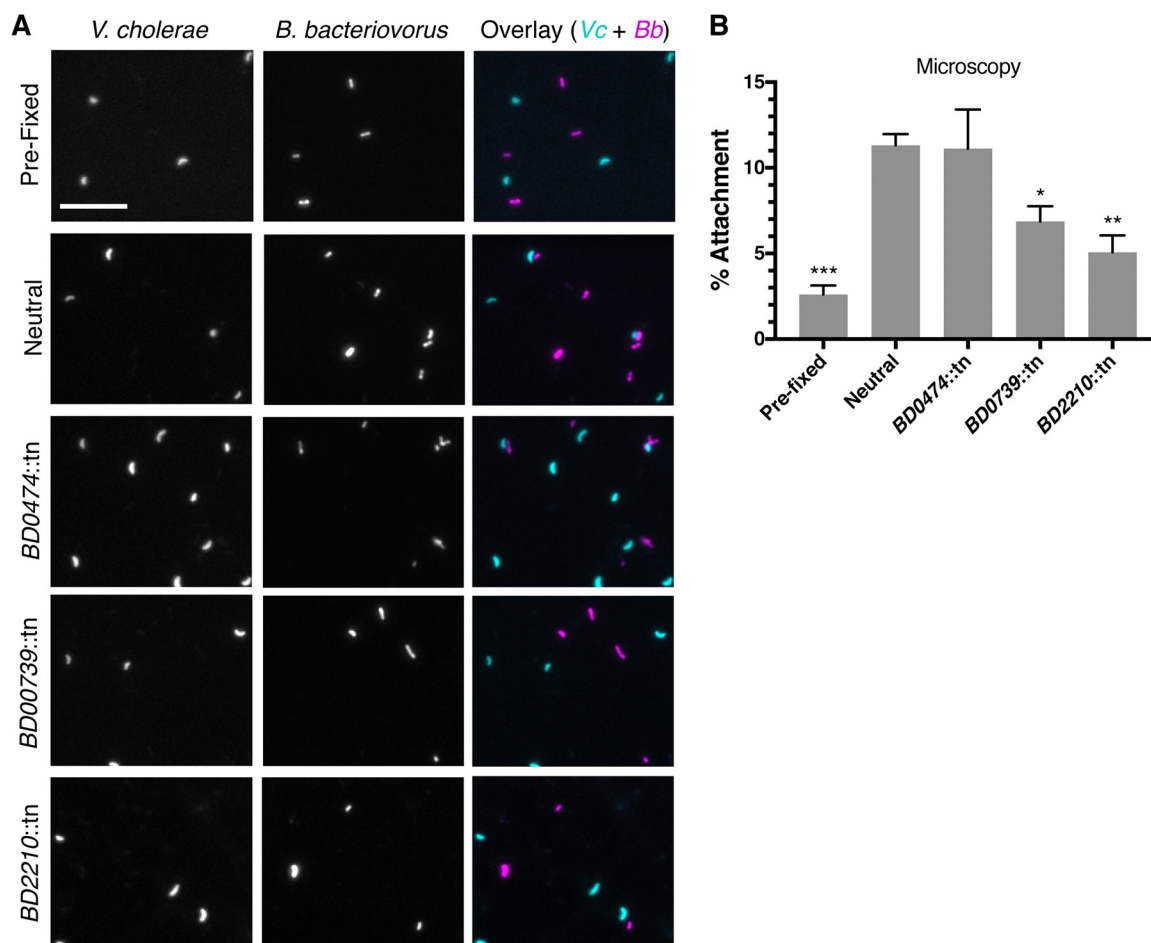 A
V. cholerae
B. bacteriovorus
Overlay (Vc + Bb)
Pre-Fixed
Neutral
BD0474::tn
BD00739::tn
BD2210::tn
B
Microscopy
% Attachment
15
10
5
0
***
*
**
Pre-fixed
Neutral
BD0474::tn
BD0739::tn
BD2210::tn